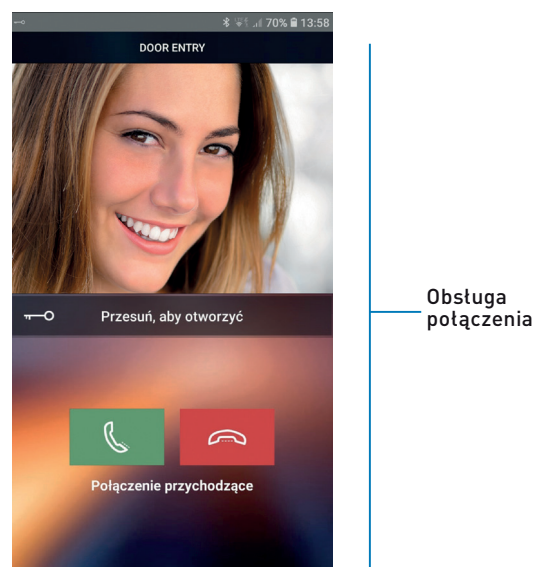 70% 13:58
DOOR ENTRY
Przesuń, aby otworzyć
Połączenie przychodzące
Obsługa
połączenia